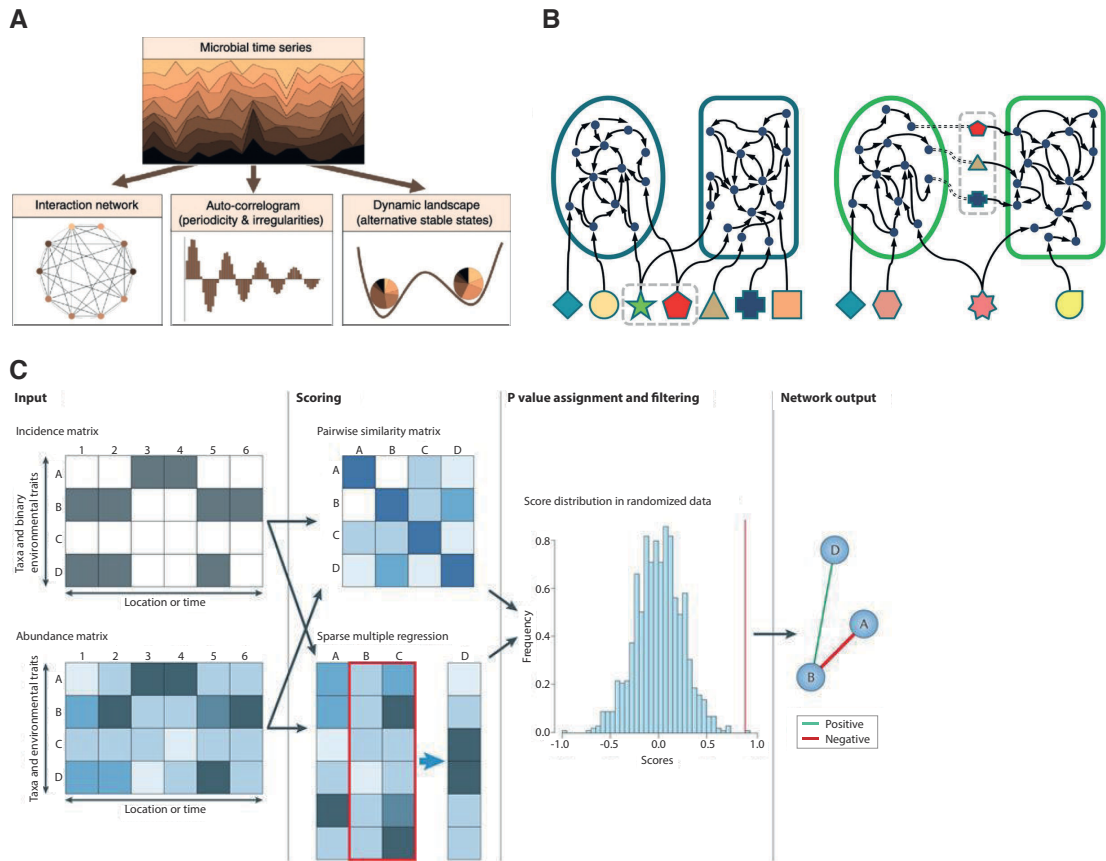 A
Microbial time series
Interaction network
Auto-correlogram
(periodicity & irregularities)
Dynamic landscape
(alternative stable states)
B
C
Input
Incidence matrix
1 2 3 4 5 6
A
B
C
D
Taxa and binary
environmental traits
Location or time
Abundance matrix
1 2 3 4 5 6
A
B
C
D
Taxa and environmental traits
Location or time
Scoring
Pairwise similarity matrix
A B C D
A
B
C
D
Sparse multiple regression
A B C D
P value assignment and filtering
Score distribution in randomized data
Frequency
0.8
0.6
0.4
0.2
0.0
-1.0 -0.5 0.0 0.5 1.0
Scores
Network output
D
A
B
Positive
Negative